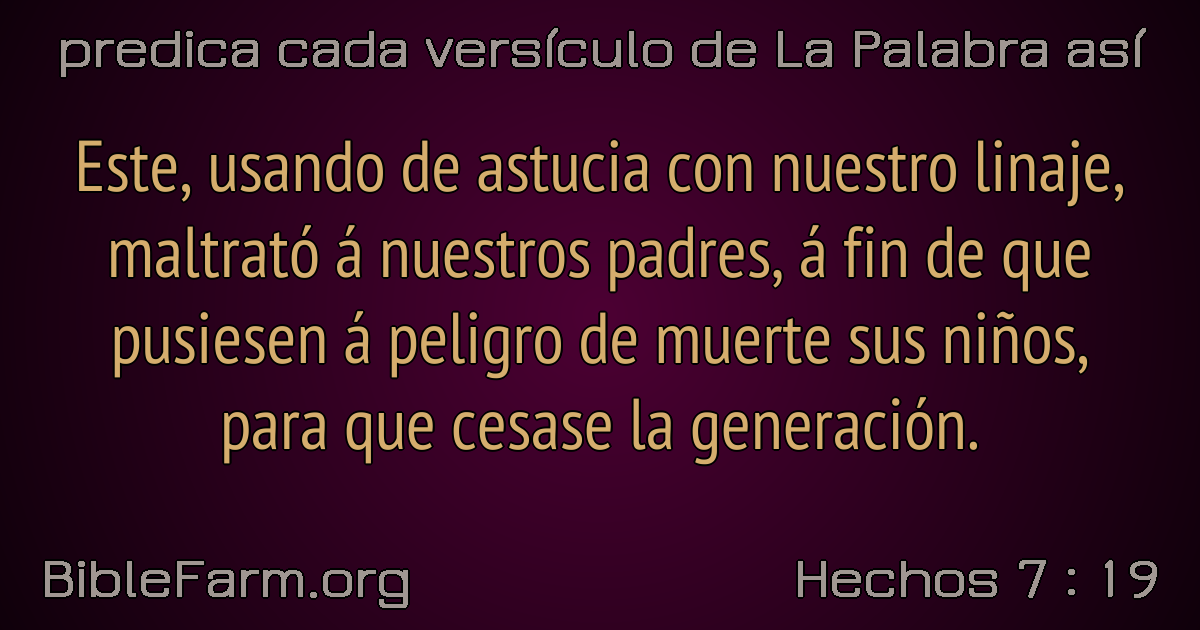 predica cada versículo de La Palabra así
Este, usando de astucia con nuestro linaje,
maltrató á nuestros padres, á fin de que
pusiesen á peligro de muerte sus niños,
para que cesase la generación.
BibleFarm.org
Hechos 7 : 19